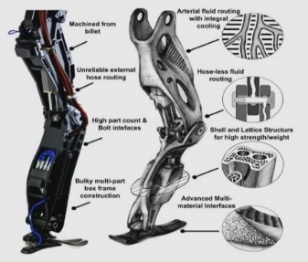 Machined from
billet
Unreliable external
hose routing
High part count &
Bolt intefaces
Bulky multi-part
box frame
construction
Arterial fluid routing
with integral
cooling
Hose-less fluid
routing
Shell and Lattice Structure
for high strength/weight
Advanced Multi-
material Interfaces